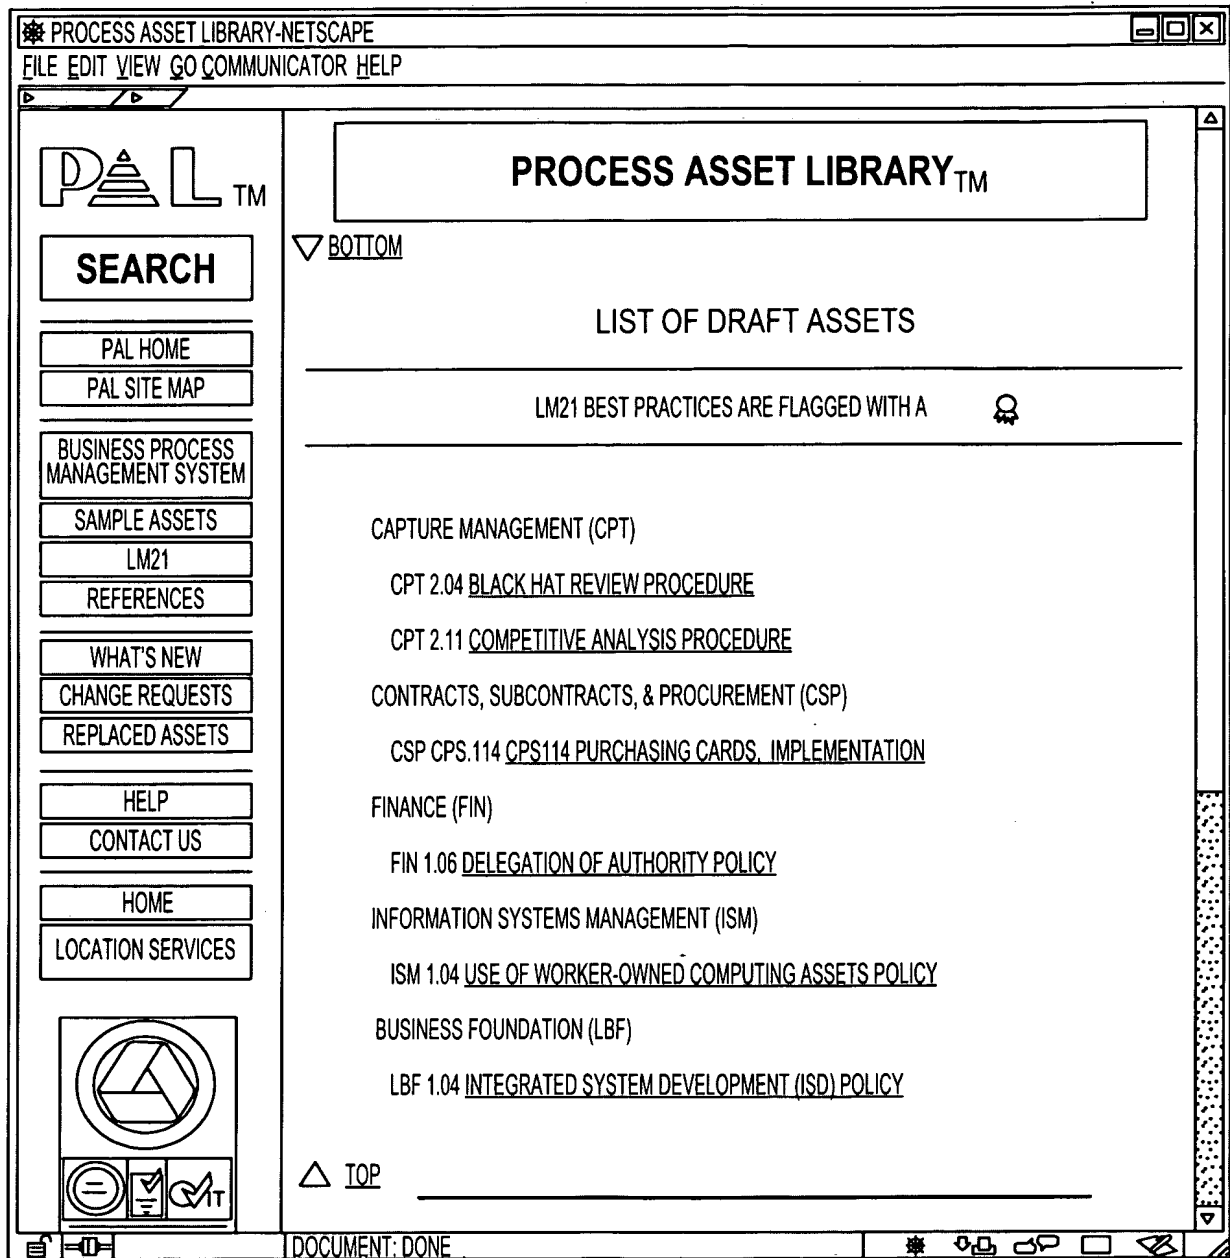 PROCESS ASSET LIBRARY-NETSCAPE
FILE EDIT VIEW GO COMMUNICATOR HELP
PAL TM
SEARCH
PAL HOME
PAL SITE MAP
BUSINESS PROCESS
MANAGEMENT SYSTEM
SAMPLE ASSETS
LM21
REFERENCES
WHAT'S NEW
CHANGE REQUESTS
REPLACED ASSETS
HELP
CONTACT US
HOME
LOCATION SERVICES
IT
PROCESS ASSET LIBRARY TM
BOTTOM
LIST OF DRAFT ASSETS
LM21 BEST PRACTICES ARE FLAGGED WITH A
CAPTURE MANAGEMENT (CPT)
CPT 2.04 BLACK HAT REVIEW PROCEDURE
CPT 2.11 COMPETITIVE ANALYSIS PROCEDURE
CONTRACTS, SUBCONTRACTS, & PROCUREMENT (CSP)
CSP CPS.114 CPS114 PURCHASING CARDS, IMPLEMENTATION
FINANCE (FIN)
FIN 1.06 DELEGATION OF AUTHORITY POLICY
INFORMATION SYSTEMS MANAGEMENT (ISM)
ISM 1.04 USE OF WORKER-OWNED COMPUTING ASSETS POLICY
BUSINESS FOUNDATION (LBF)
LBF 1.04 INTEGRATED SYSTEM DEVELOPMENT (ISD) POLICY
TOP
DOCUMENT: DONE